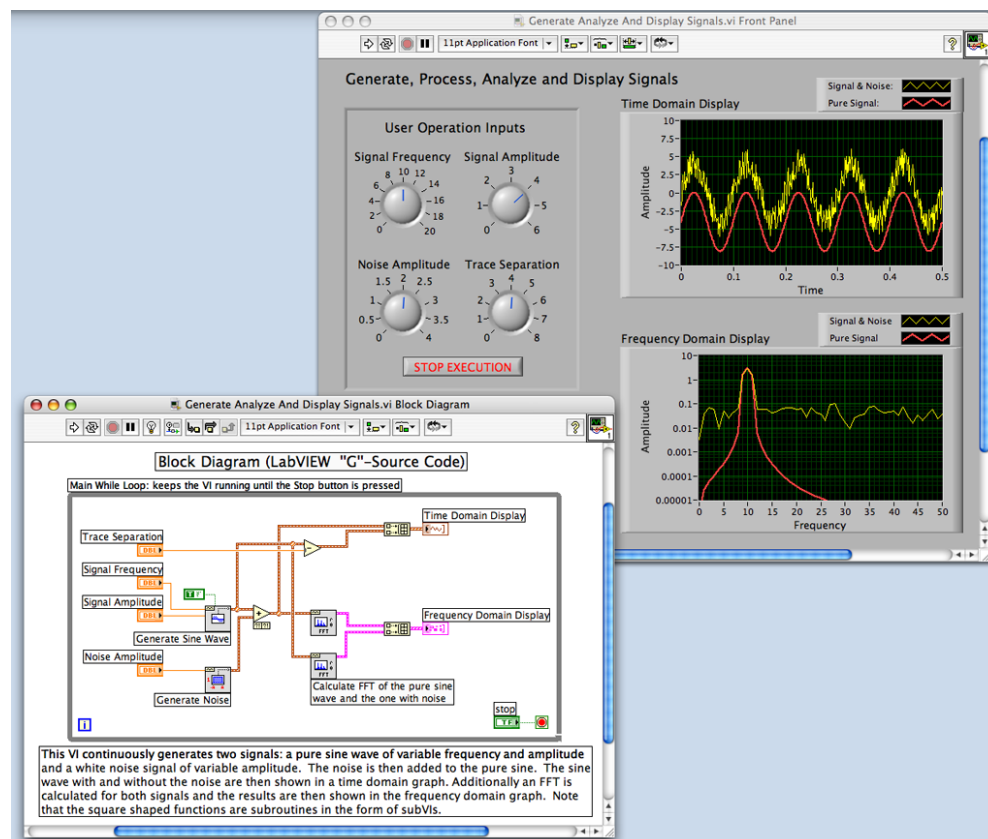 Generate Analyze And Display Signals.vi Front Panel
11pt Application Font
1
Generate, Process, Analyze and Display Signals
User Operation Inputs
Signal Frequency
0 2 4 6 8 10 12 14 16 18 20
Signal Amplitude
0 1 2 3 4 5 6
Noise Amplitude
0 0.5 1 1.5 2 2.5 3 3.5 4
Trace Separation
0 1 2 3 4 5 6 7 8
STOP EXECUTION
Time Domain Display
Signal & Noise:
Pure Signal:
Amplitude
10
7.5
5
2.5
0
-2.5
-5
-7.5
-10
0 0.1 0.2 0.3 0.4 0.5
Time
Frequency Domain Display
Signal & Noise
Pure Signal
Amplitude
10
1
0.1
0.01
0.001
0.0001
0.00001
0 5 10 15 20 25 30 35 40 45 50
Frequency
Generate Analyze And Display Signals.vi Block Diagram
11pt Application Font
1
Block Diagram (LabVIEW "G"-Source Code)
Main While Loop: keeps the VI running until the Stop button is pressed
Trace Separation
DBL
Signal Frequency
DBL
Signal Amplitude
DBL
Generate Sine Wave
Noise Amplitude
DBL
Generate Noise
Time Domain Display
Frequency Domain Display
FFT
FFT
Calculate FFT of the pure sine
wave and the one with noise
stop
TF
i
This VI continuously generates two signals: a pure sine wave of variable frequency and amplitude
and a white noise signal of variable amplitude. The noise is then added to the pure sine. The sine
wave with and without the noise are then shown in a time domain graph. Additionally an FFT is
calculated for both signals and the results are then shown in the frequency domain graph. Note
that the square shaped functions are subroutines in the form of subVIs.